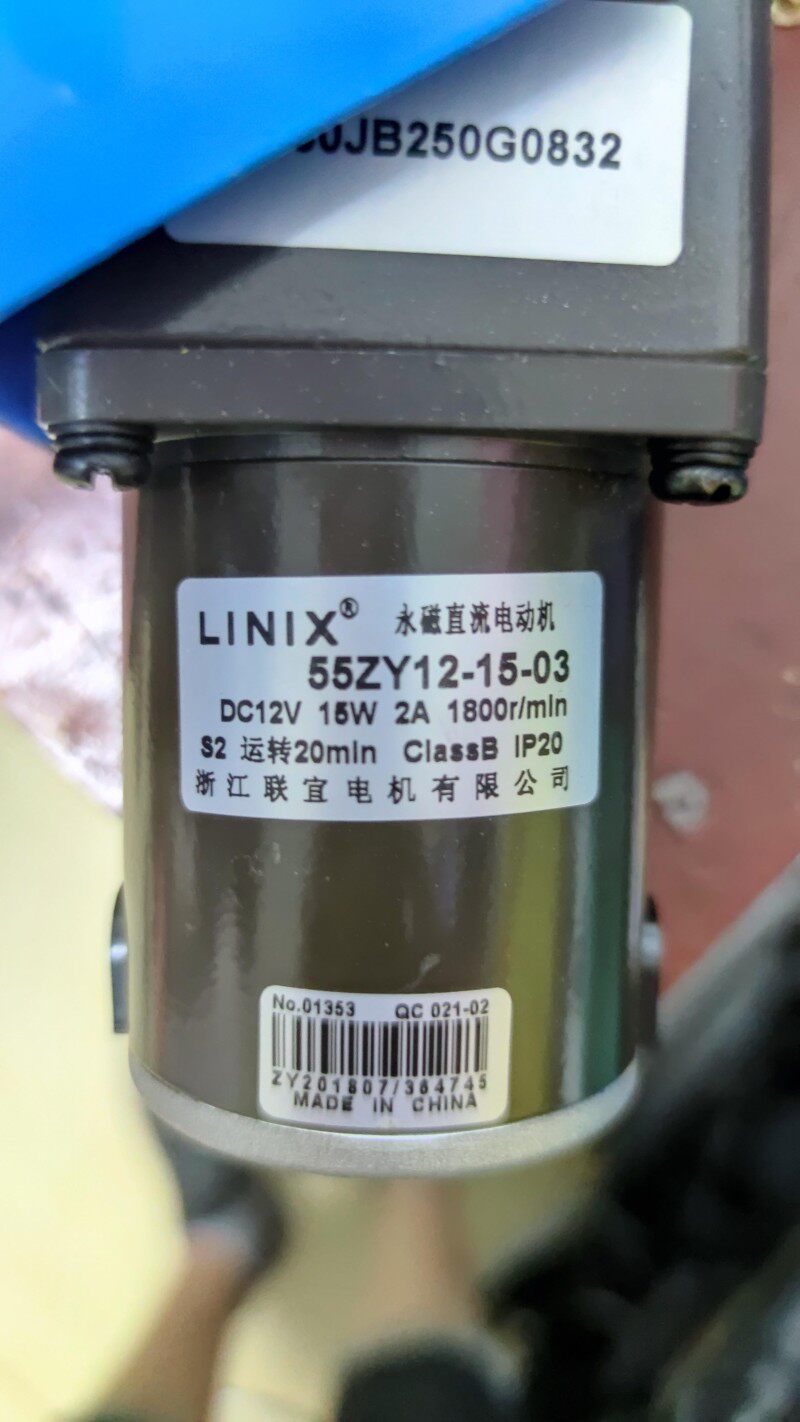 0JB250G0832
LINIX® 永磁直流电动机
55ZY12-15-03
DC12V 15W 2A 1800r/min
S2 运转20min ClassB IP20
浙江联宜电机有限公司
No.01353 QC 021-02
ZY201807/364745
MADE IN CHINA